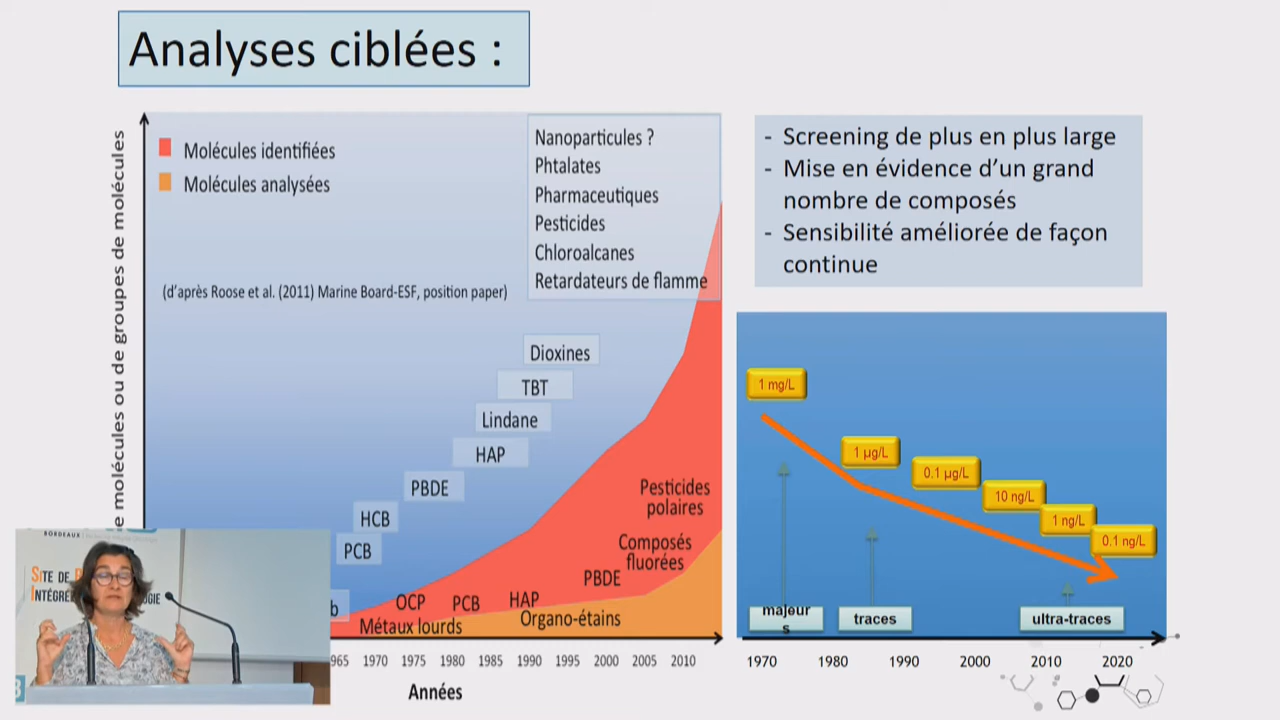 Analyses ciblées :
Molécules identifiées
Molécules analysées
(d'après Roose et al. (2011) Marine Board-ESF, position paper)
Nanoparticules ?
Phtalates
Pharmaceutiques
Pesticides
Chloroalcanes
Retardateurs de flamme
Dioxines
TBT
Lindane
HAP
PBDE
HCB
PCB
Pesticides
polaires
Composés
fluorées
PBDE
HAP
PCB
OCP
Organo-étains
Métaux lourds
molécules ou de groupes de molécules
1970 1975 1980 1985 1990 1995 2000 2005 2010
Années
- Screening de plus en plus large
- Mise en évidence d'un grand
nombre de composés
- Sensibilité améliorée de façon
continue
1 mg/L
1 µg/L
0.1 µg/L
10 ng/L
1 ng/L
0.1 ng/L
majeur
s
traces
ultra-traces
1970 1980 1990 2000 2010 2020
BORDEAUX
SITE DE
INTÉGRÉ